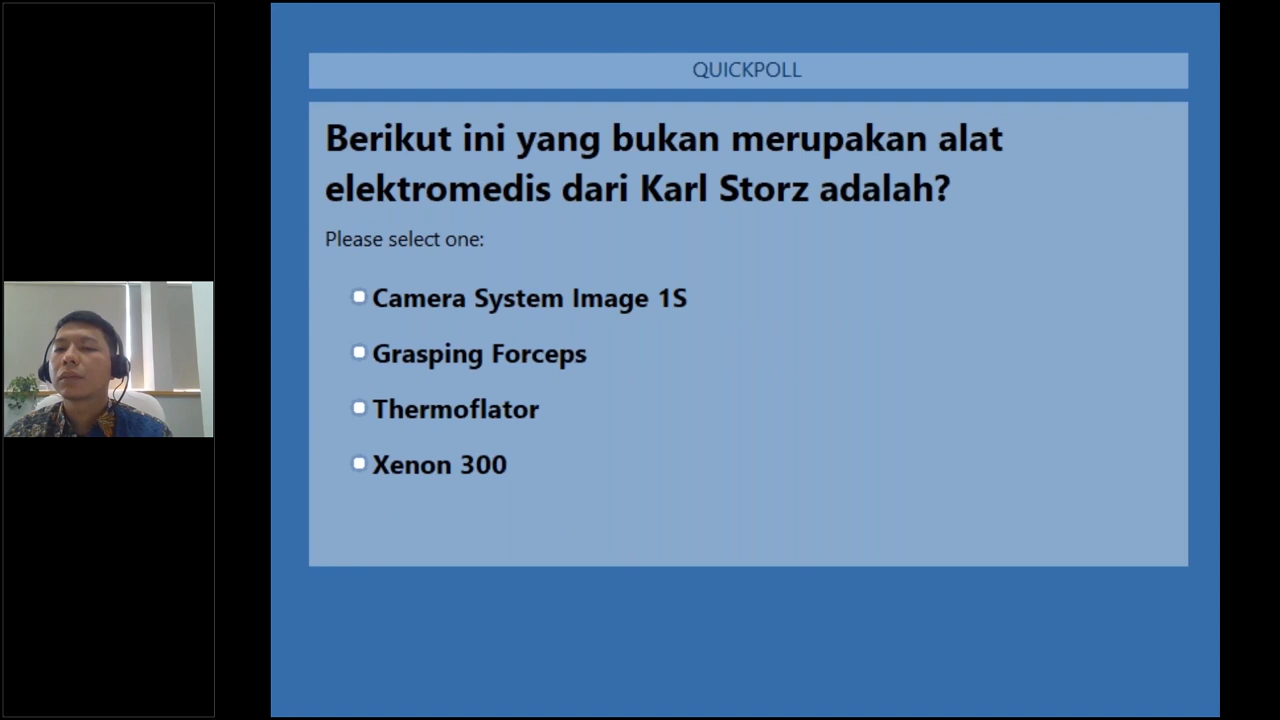 QUICKPOLL
Berikut ini yang bukan merupakan alat
elektromedis dari Karl Storz adalah?
Please select one:
Camera System Image 1S
Grasping Forceps
Thermoflator
Xenon 300